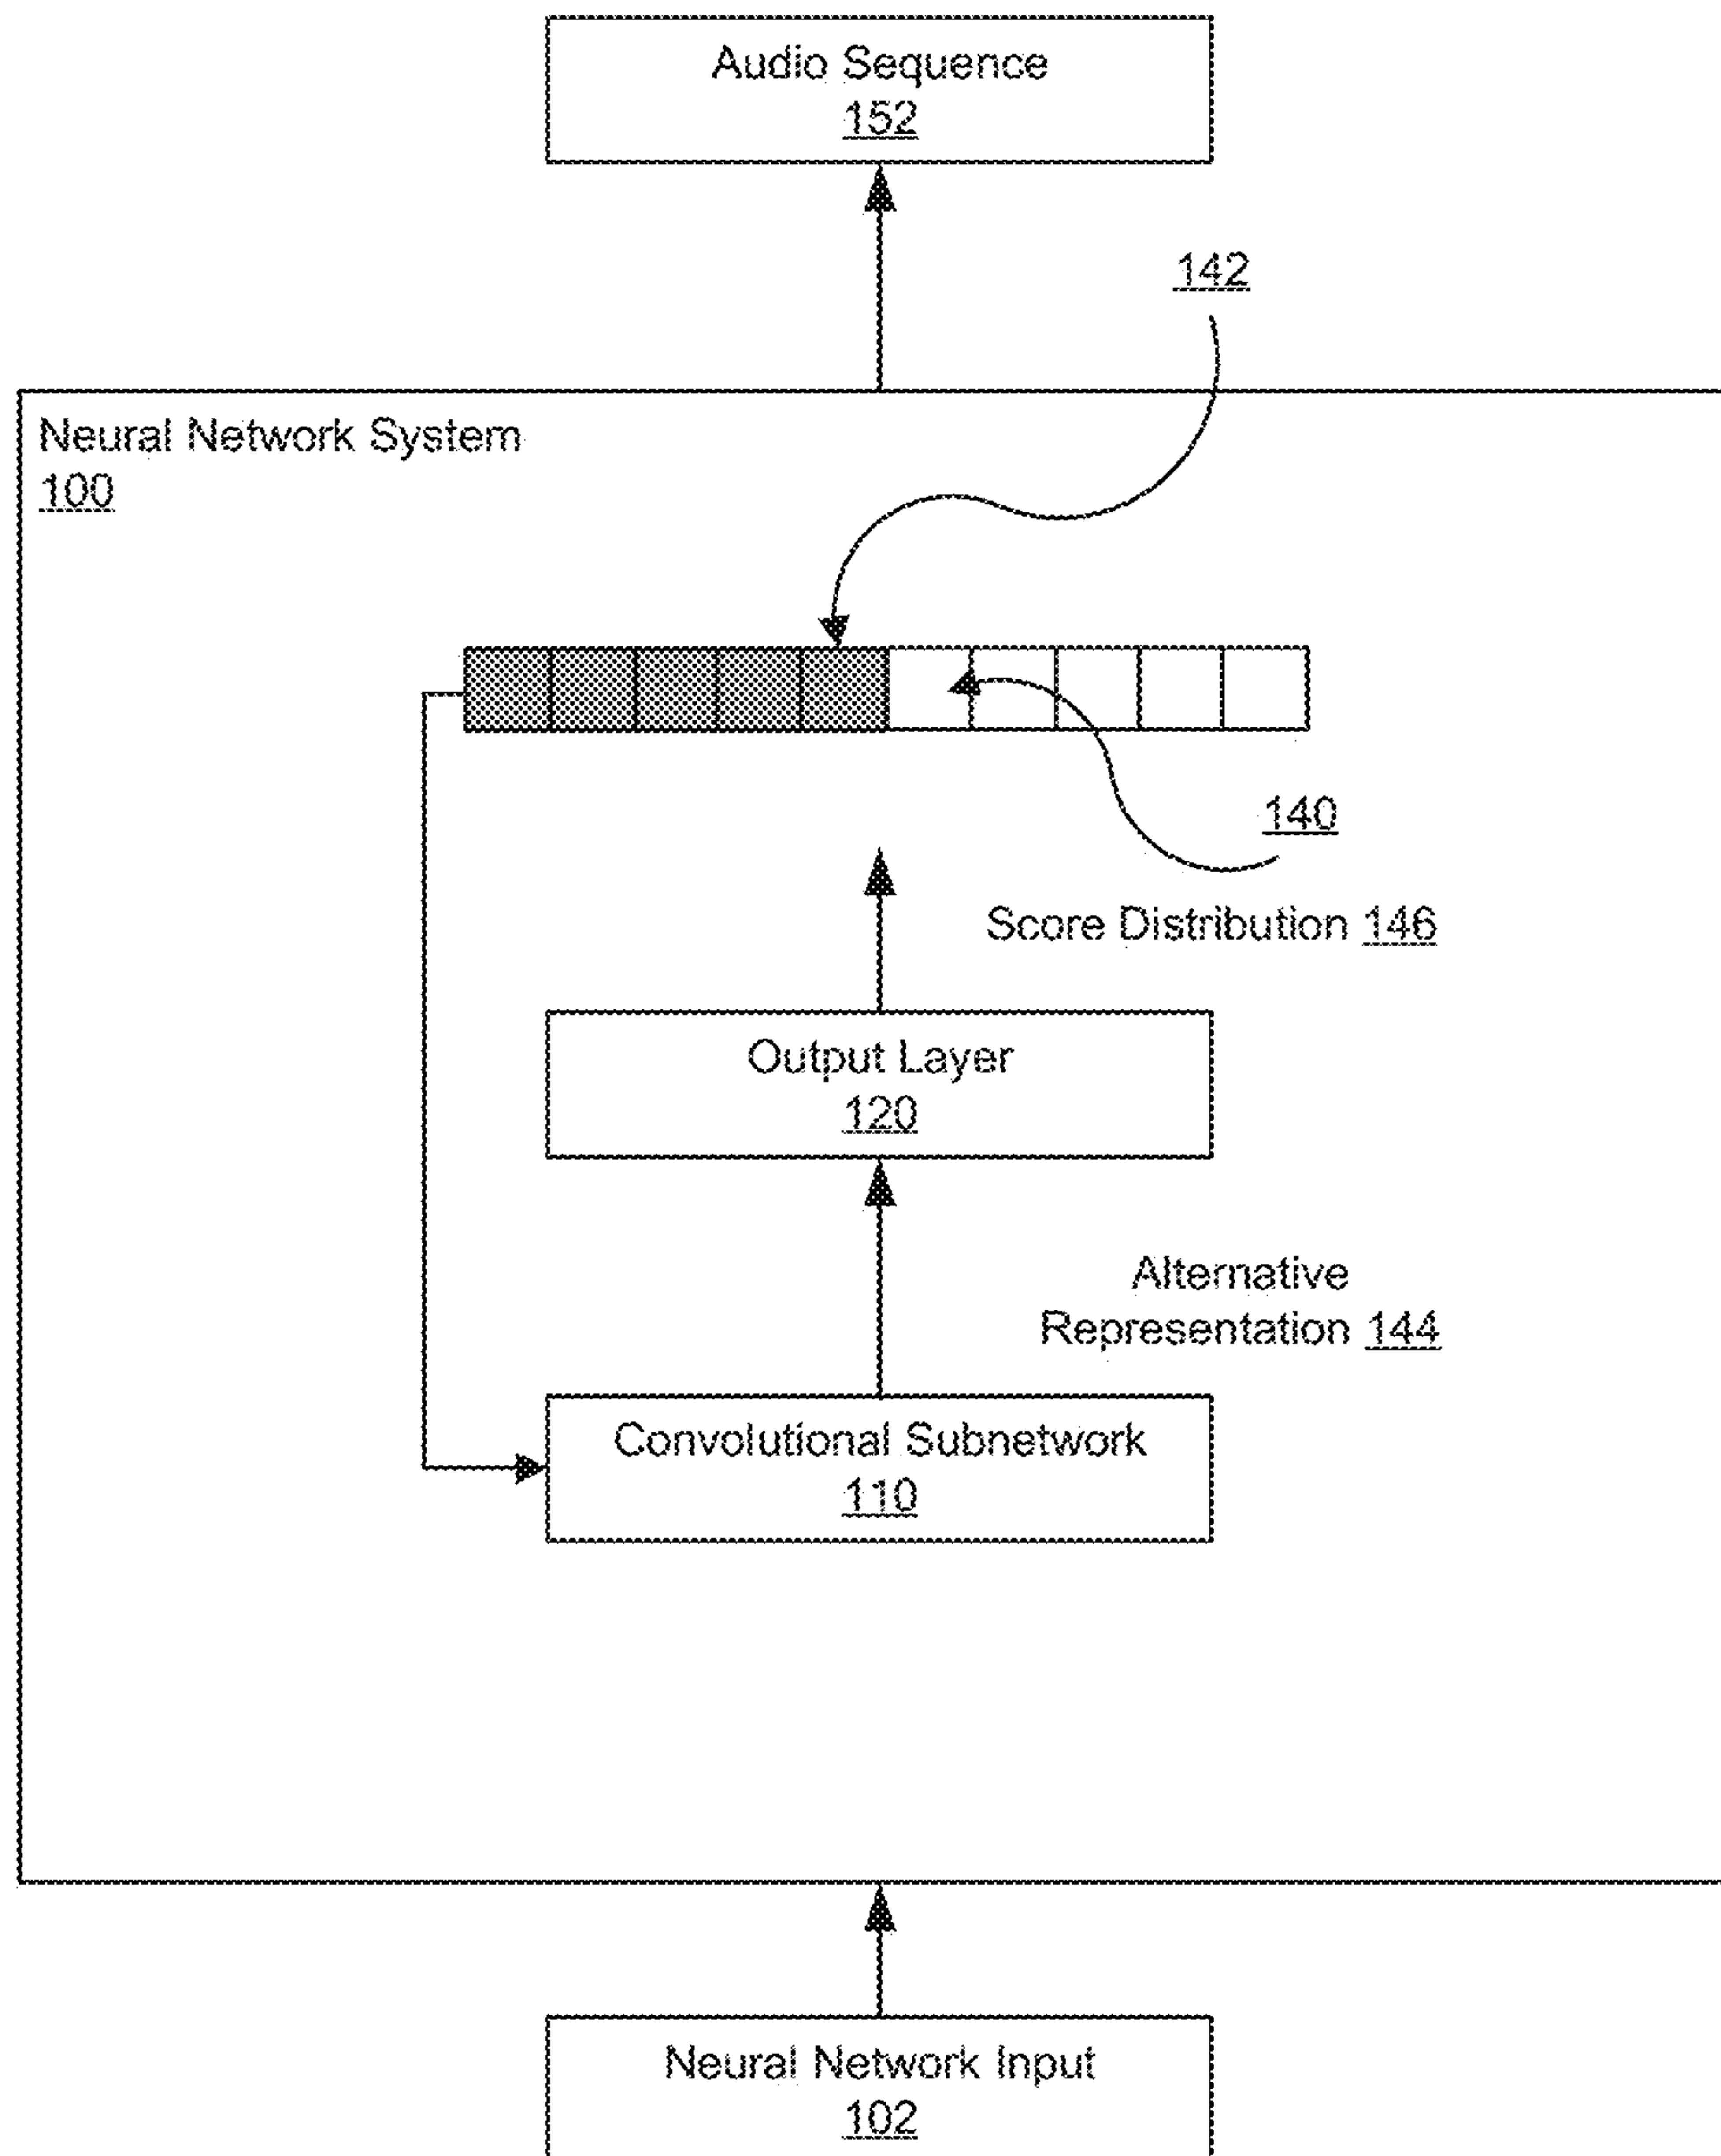 Audio Sequence
152
142
Neural Network System
100
140
Score Distribution 146
Output Layer
120
Alternative
Representation 144
Convolutional Subnetwork
110
Neural Network Input
102